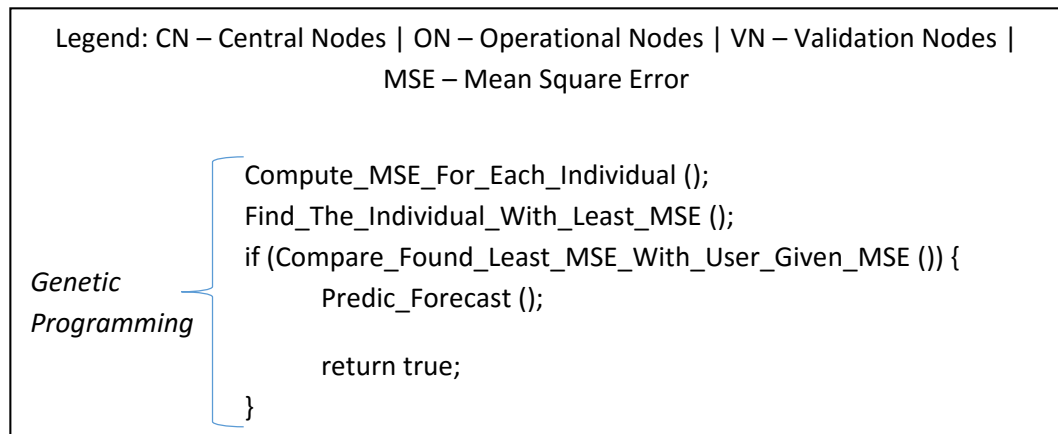 Legend: CN – Central Nodes | ON – Operational Nodes | VN – Validation Nodes |
MSE – Mean Square Error
Compute_MSE_For_Each_Individual ();
Find_The_Individual_With_Least_MSE ();
if (Compare_Found_Least_MSE_With_User_Given_MSE ()) {
Predic_Forecast ();
return true;
}
Genetic
Programming